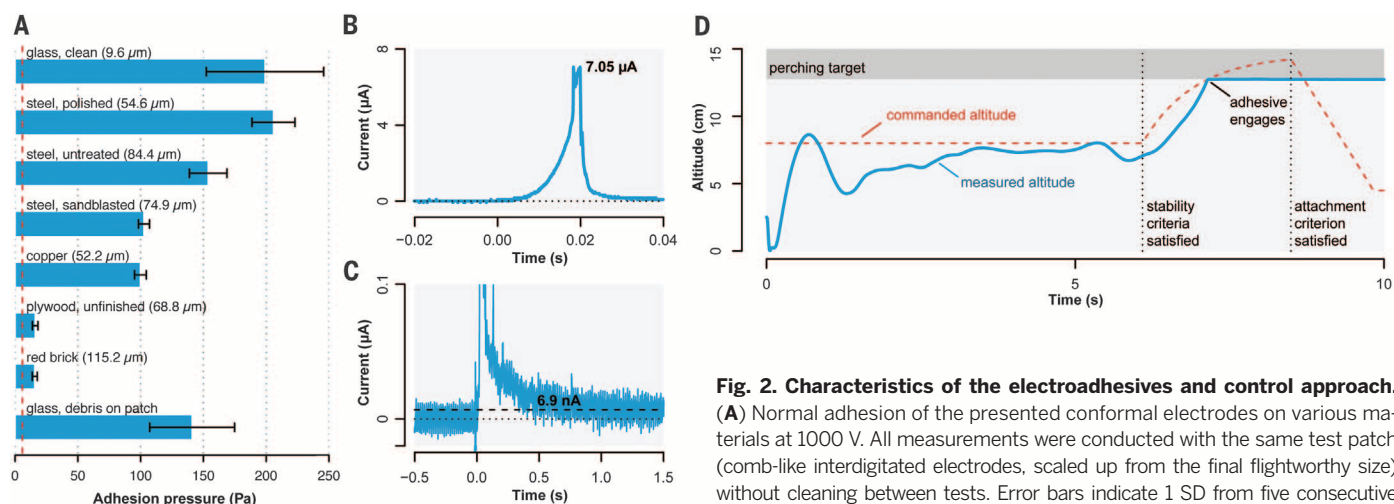 A
glass, clean (9.6 µm)
steel, polished (54.6 µm)
steel, untreated (84.4 µm)
steel, sandblasted (74.9 µm)
copper (52.2 µm)
plywood, unfinished (68.8 µm)
red brick (115.2 µm)
glass, debris on patch
0 50 100 150 200 250
Adhesion pressure (Pa)
B
8
4
0
Current (µA)
7.05 µA
−0.02 0.00 0.02 0.04
Time (s)
C
0.1
0
Current (µA)
6.9 nA
−0.5 0.0 0.5 1.0 1.5
Time (s)
D
15
10
5
0
Altitude (cm)
perching target
commanded altitude
measured altitude
adhesive
engages
stability
criteria
satisfied
attachment
criterion
satisfied
0 5 10
Time (s)
Fig. 2. Characteristics of the electroadhesives and control approach.
(A) Normal adhesion of the presented conformal electrodes on various ma-
terials at 1000 V. All measurements were conducted with the same test patch
(comb-like interdigitated electrodes, scaled up from the final flightworthy size)
without cleaning between tests. Error bars indicate 1 SD from five consecutive